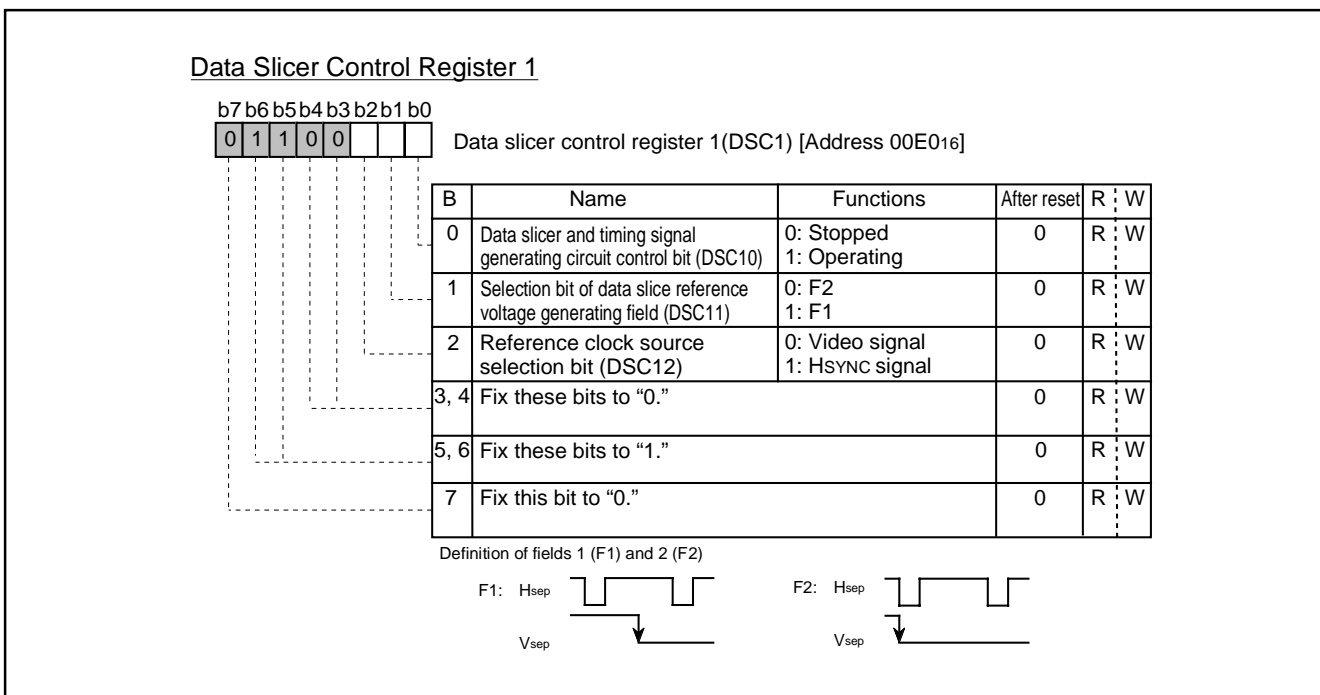 Data Slicer Control Register 1
b7 b6 b5 b4 b3 b2 b1 b0
0 1 1 0 0
Data slicer control register 1(DSC1) [Address 00E016]
B Name Functions After reset R W
0 Data slicer and timing signal generating circuit control bit (DSC10) 0: Stopped 1: Operating 0 R W
1 Selection bit of data slice reference voltage generating field (DSC11) 0: F2 1: F1 0 R W
2 Reference clock source selection bit (DSC12) 0: Video signal 1: HSYNC signal 0 R W
3, 4 Fix these bits to “0.” 0 R W
5, 6 Fix these bits to “1.” 0 R W
7 Fix this bit to “0.” 0 R W
Definition of fields 1 (F1) and 2 (F2)
F1: Hsep
Vsep
F2: Hsep
Vsep